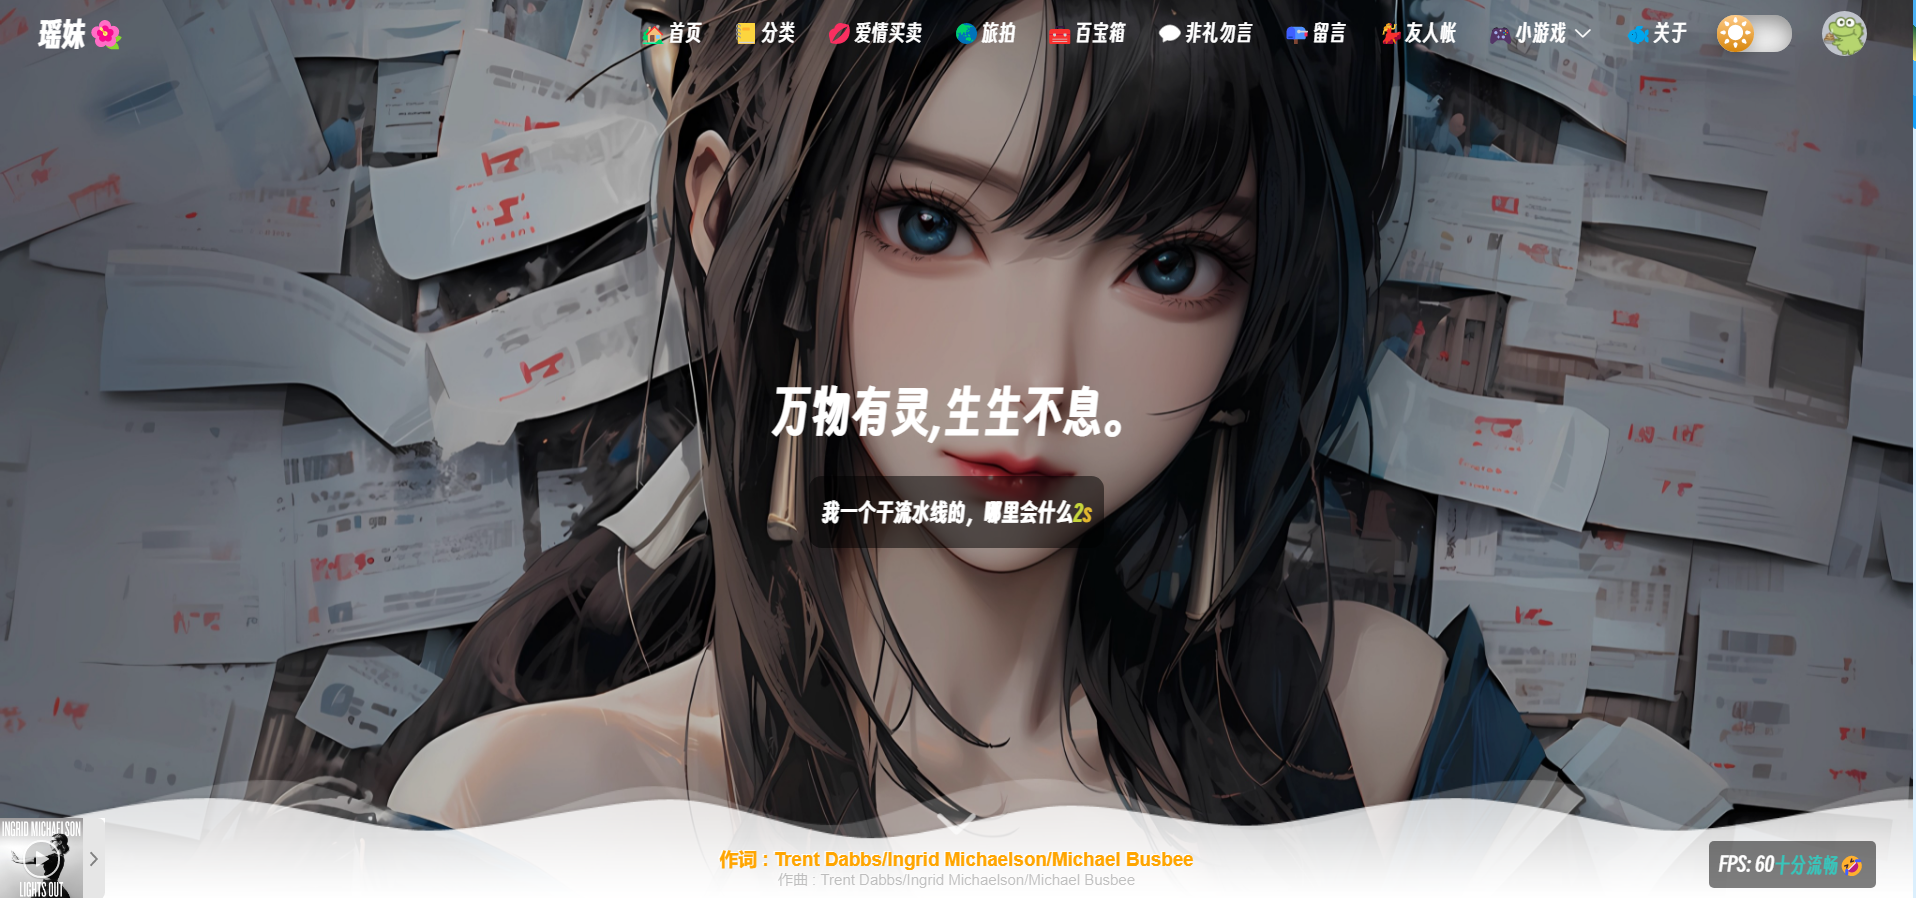 瑶妹🌺
🏡首页 📒分类 💋爱情买卖 🌏旅拍 🧰百宝箱 💬非礼勿言 📪留言 💃友人帐 🎮小游戏 🐟关于
万物有灵,生生不息。
我一个干流水线的，哪里会什么2s
作词 : Trent Dabbs/Ingrid Michaelson/Michael Busbee
作曲 : Trent Dabbs/Ingrid Michaelson/Michael Busbee
INGRID MICHAELSON
LIGHTS OUT
FPS: 60十分流畅🤣